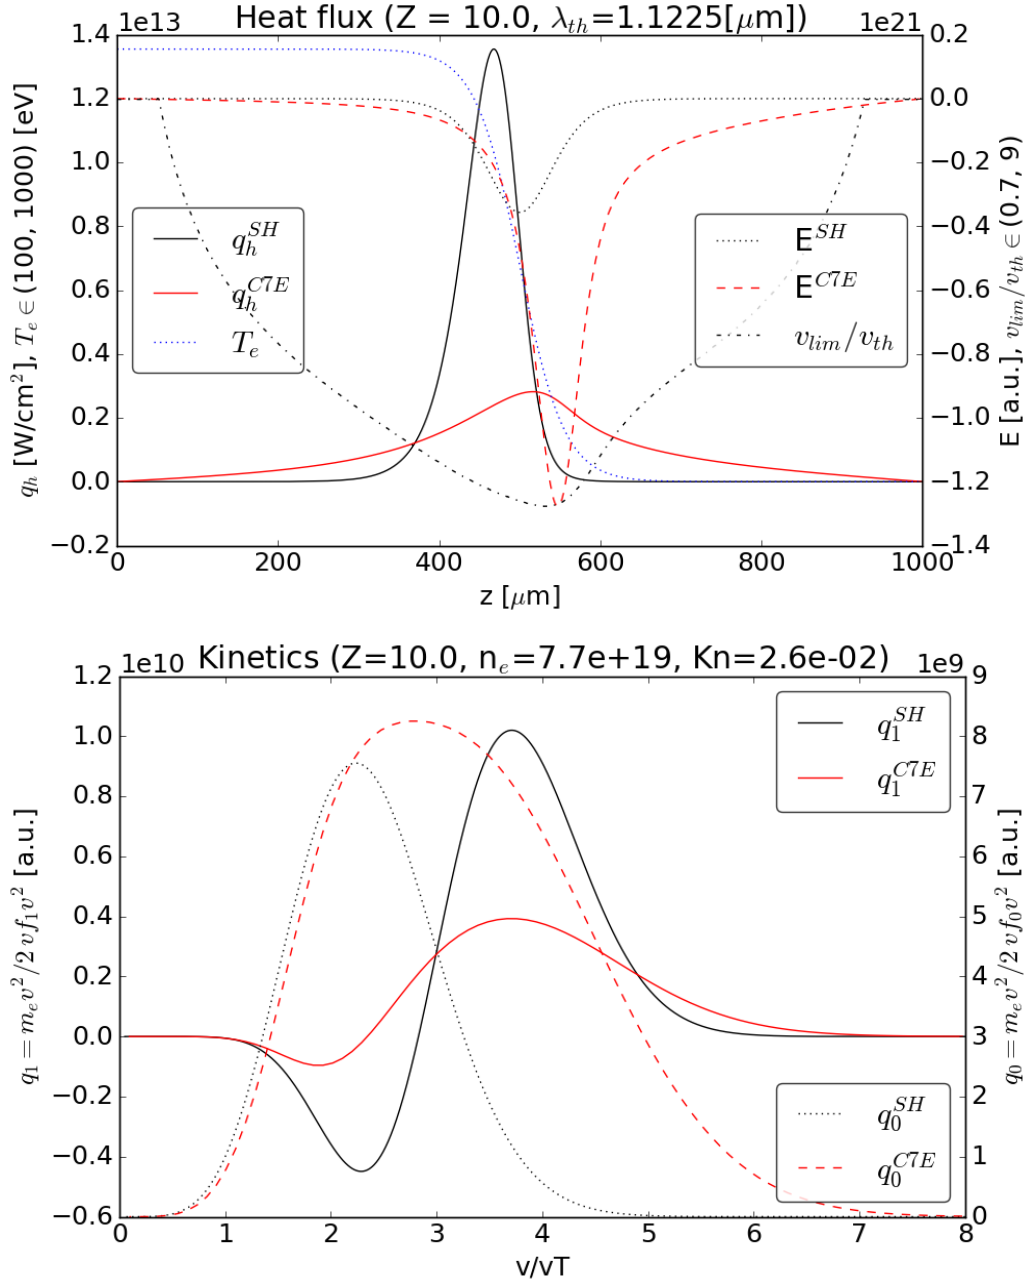 Heat flux (Z = 10.0, λ_th=1.1225[μm])
1e13
1e21
1.4
1.2
1.0
0.8
0.6
0.4
0.2
0.0
−0.2
q_h [W/cm²], T_e ∈ (100, 1000) [eV]
q_h^SH
q_h^C7E
T_e
E^SH
E^C7E
v_lim/v_th
0.2
0.0
−0.2
−0.4
−0.6
−0.8
−1.0
−1.2
−1.4
E [a.u.], v_lim/v_th ∈ (0.7, 9)
0 200 400 600 800 1000
z [μm]
Kinetics (Z=10.0, n_e=7.7e+19, Kn=2.6e-02)
1e10
1e9
1.2
1.0
0.8
0.6
0.4
0.2
0.0
−0.2
−0.4
−0.6
q_1 = m_e v²/2 v f_1 v² [a.u.]
q_1^SH
q_1^C7E
q_0^SH
q_0^C7E
9
8
7
6
5
4
3
2
1
0
q_0 = m_e v²/2 v f_0 v² [a.u.]
0 1 2 3 4 5 6 7 8
v/vT